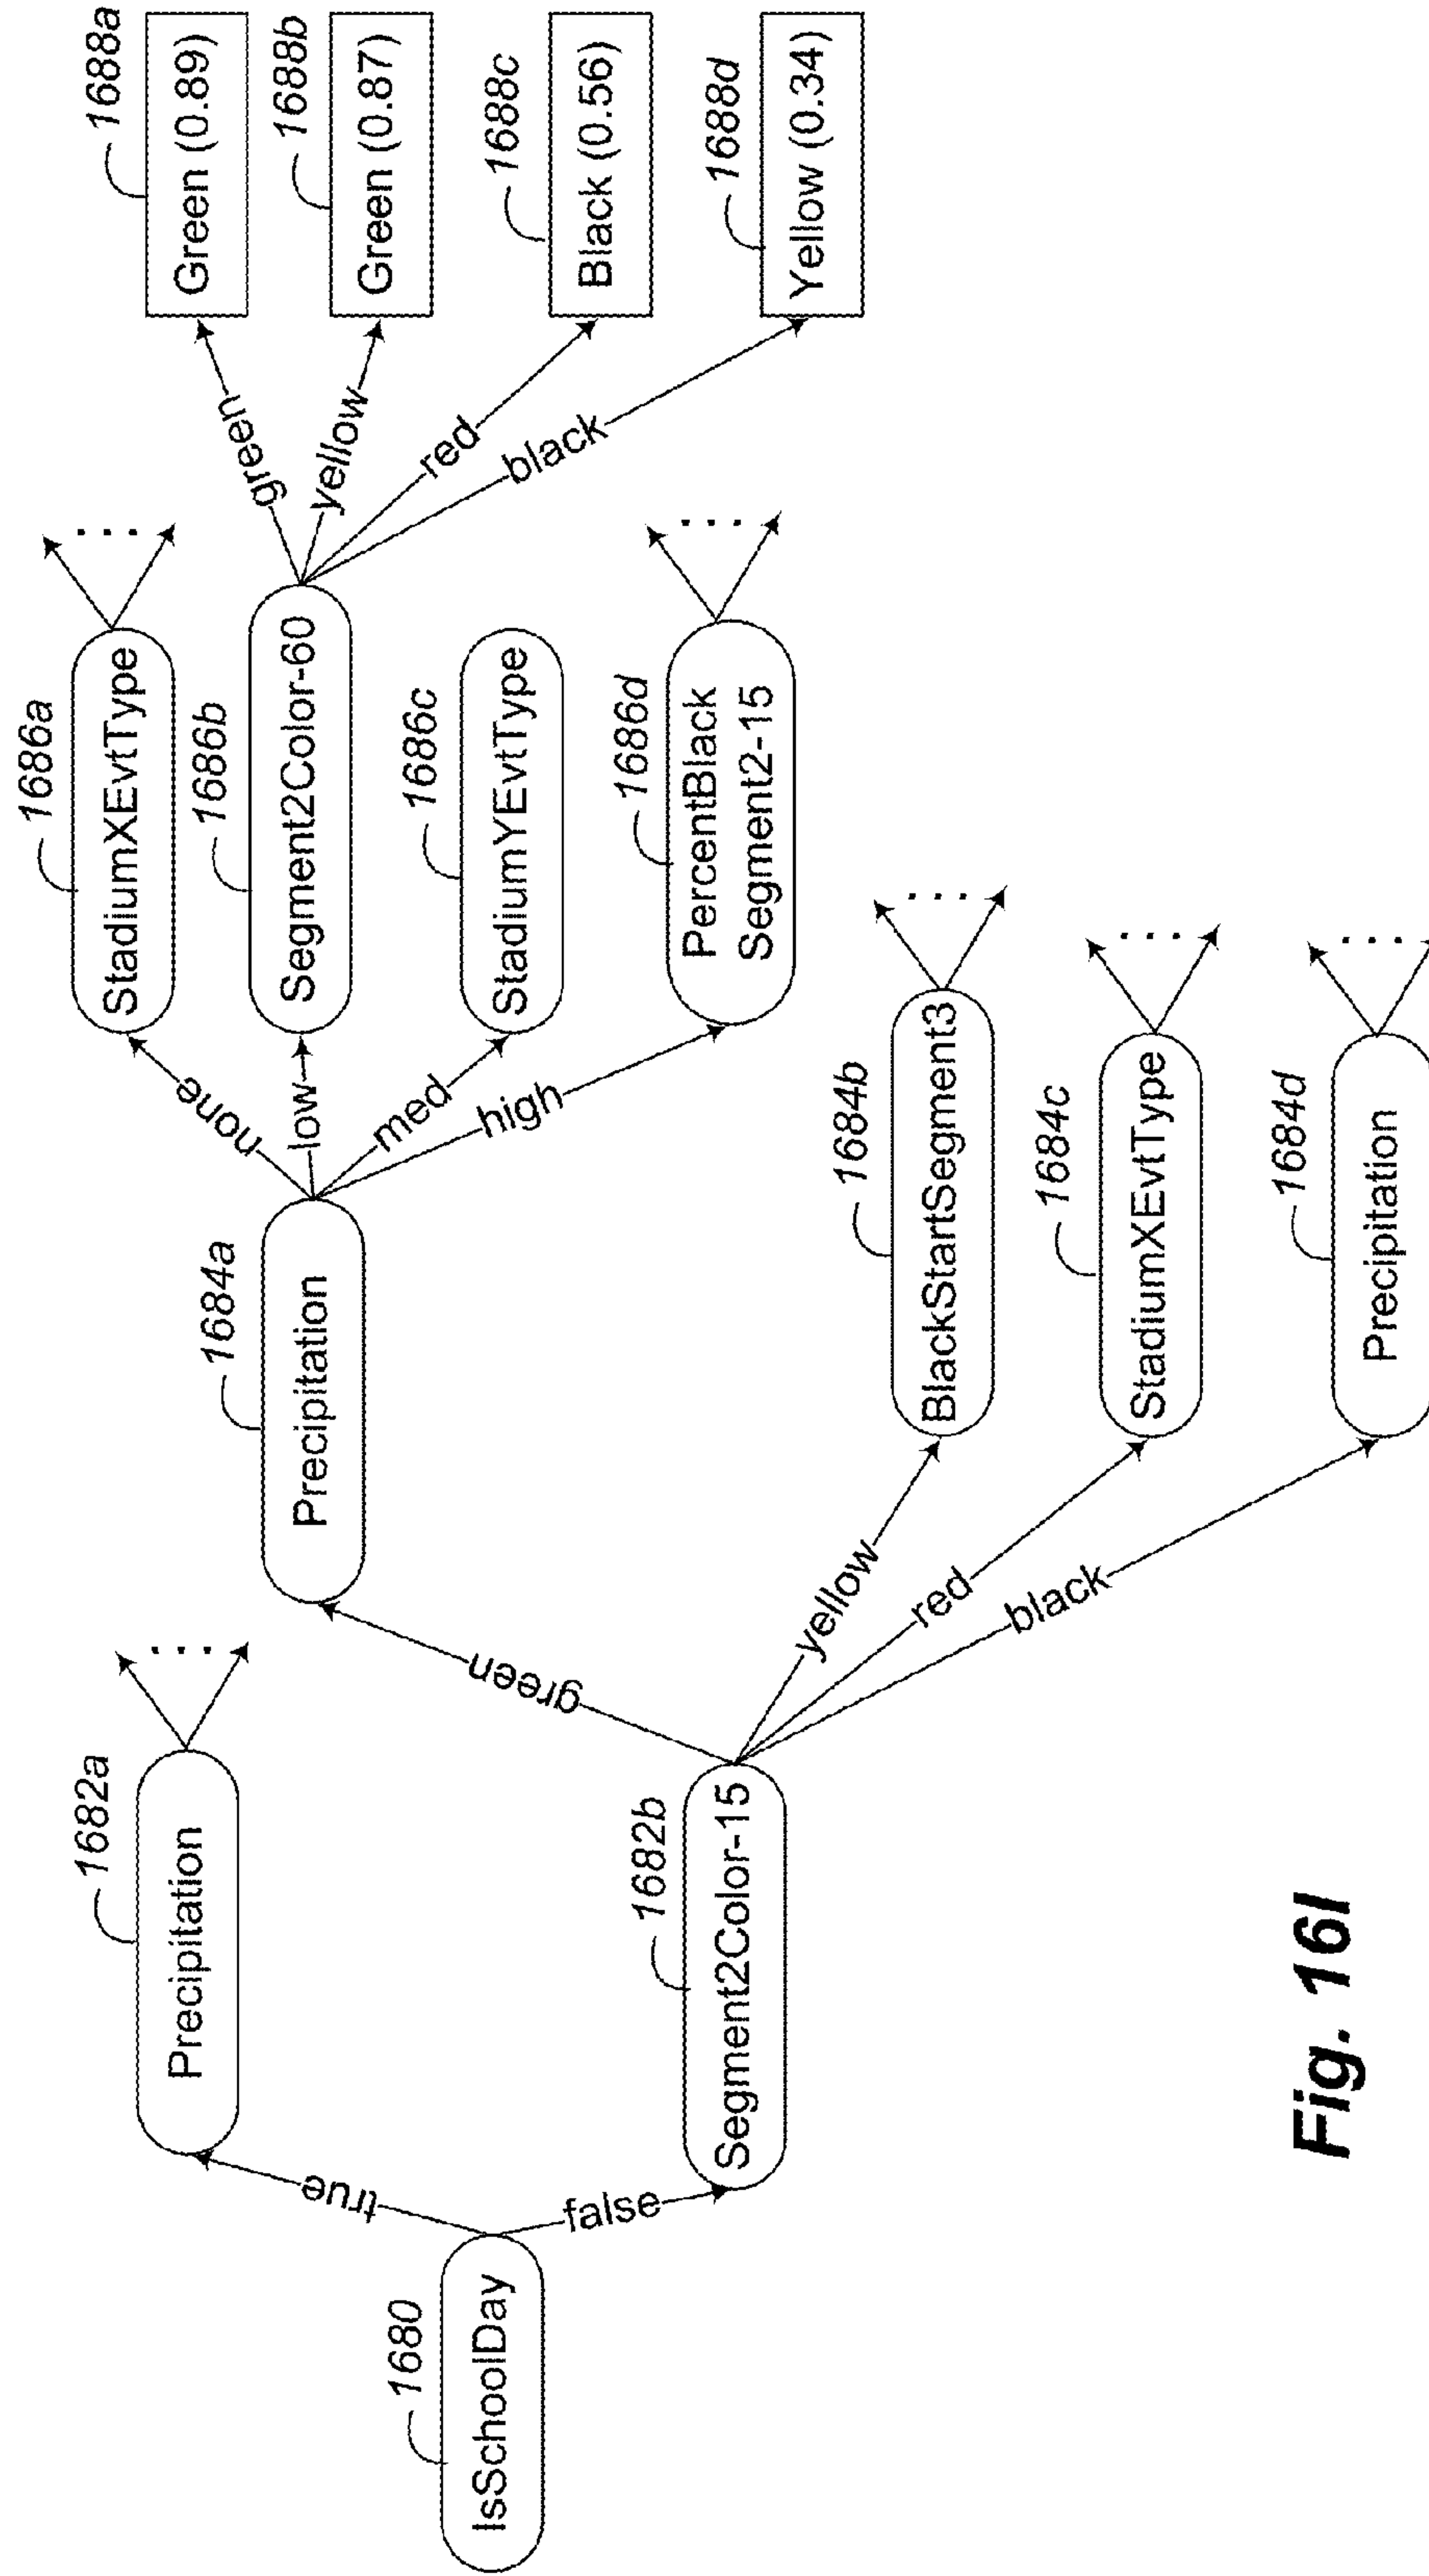 IsSchoolDay
1680
true
false
Precipitation
1682a
. . .
Segment2Color-15
1682b
green
yellow
red
black
Precipitation
1684a
none
low
med
high
BlackStartSegment3
1684b
. . .
StadiumXEvtType
1684c
. . .
Precipitation
1684d
. . .
StadiumXEvtType
1686a
. . .
Segment2Color-60
1686b
green
yellow
red
black
StadiumYEvtType
1686c
PercentBlack
Segment2-15
1686d
. . .
Green (0.89)
1688a
Green (0.87)
1688b
Black (0.56)
1688c
Yellow (0.34)
1688d
Fig. 16I